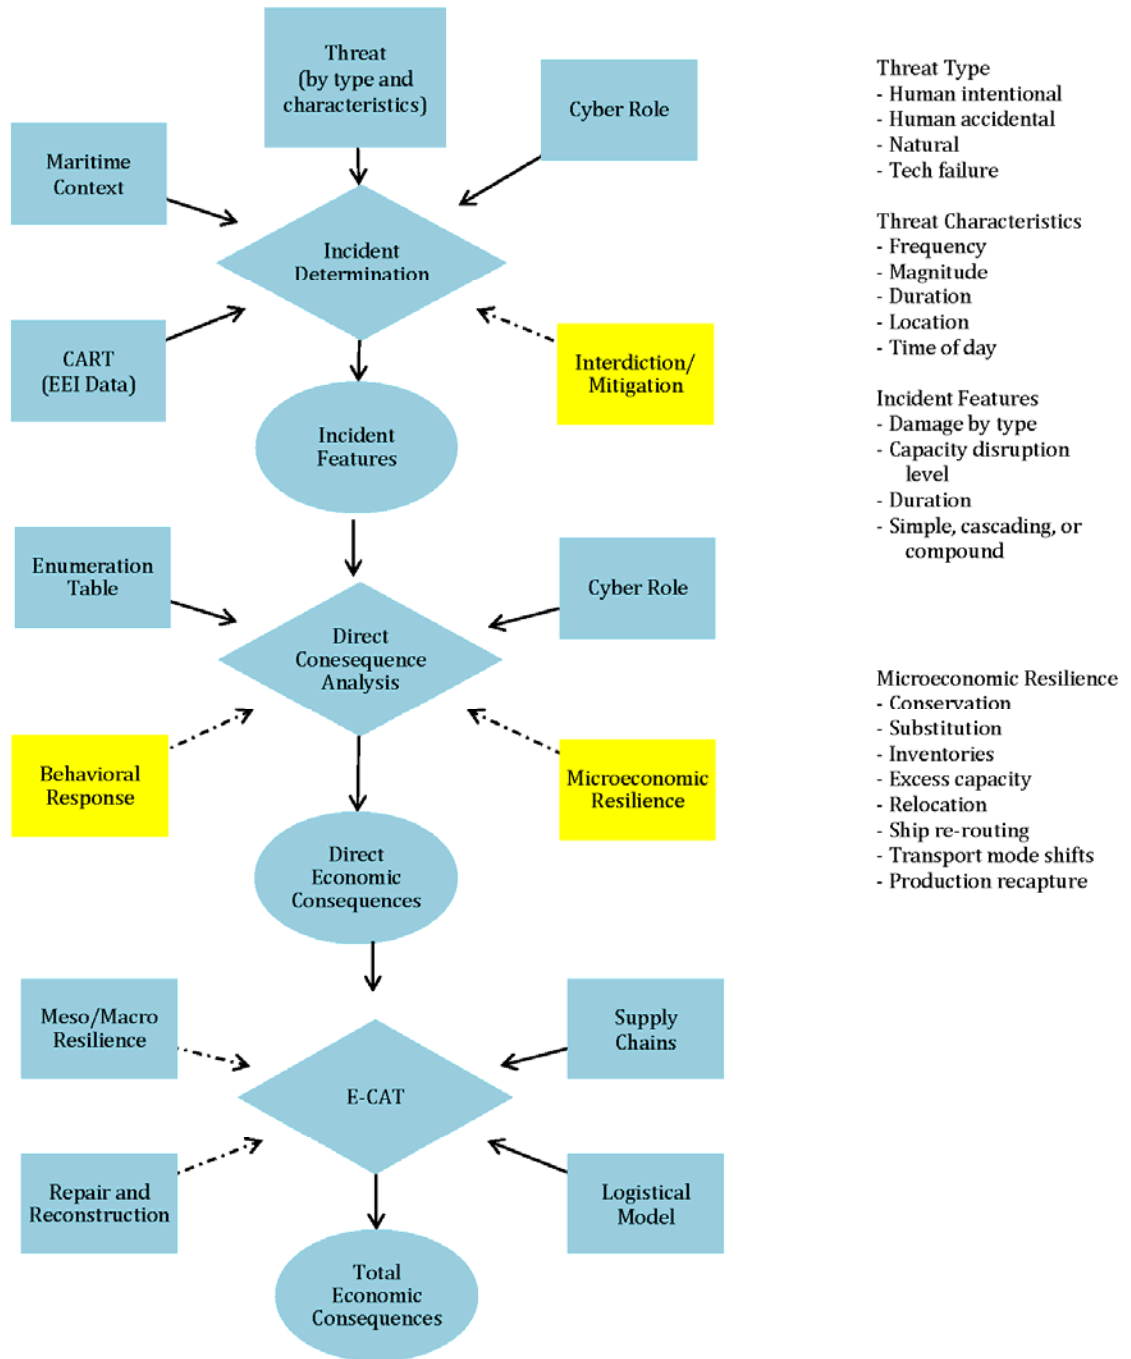 Threat
(by type and
characteristics)
Cyber Role
Maritime
Context
Incident
Determination
CART
(EEI Data)
Interdiction/
Mitigation
Incident
Features
Enumeration
Table
Cyber Role
Direct
Conesequence
Analysis
Behavioral
Response
Microeconomic
Resilience
Direct
Economic
Consequences
Meso/Macro
Resilience
Supply
Chains
E-CAT
Repair and
Reconstruction
Logistical
Model
Total
Economic
Consequences
Threat Type
- Human intentional
- Human accidental
- Natural
- Tech failure
Threat Characteristics
- Frequency
- Magnitude
- Duration
- Location
- Time of day
Incident Features
- Damage by type
- Capacity disruption
level
- Duration
- Simple, cascading, or
compound
Microeconomic Resilience
- Conservation
- Substitution
- Inventories
- Excess capacity
- Relocation
- Ship re-routing
- Transport mode shifts
- Production recapture